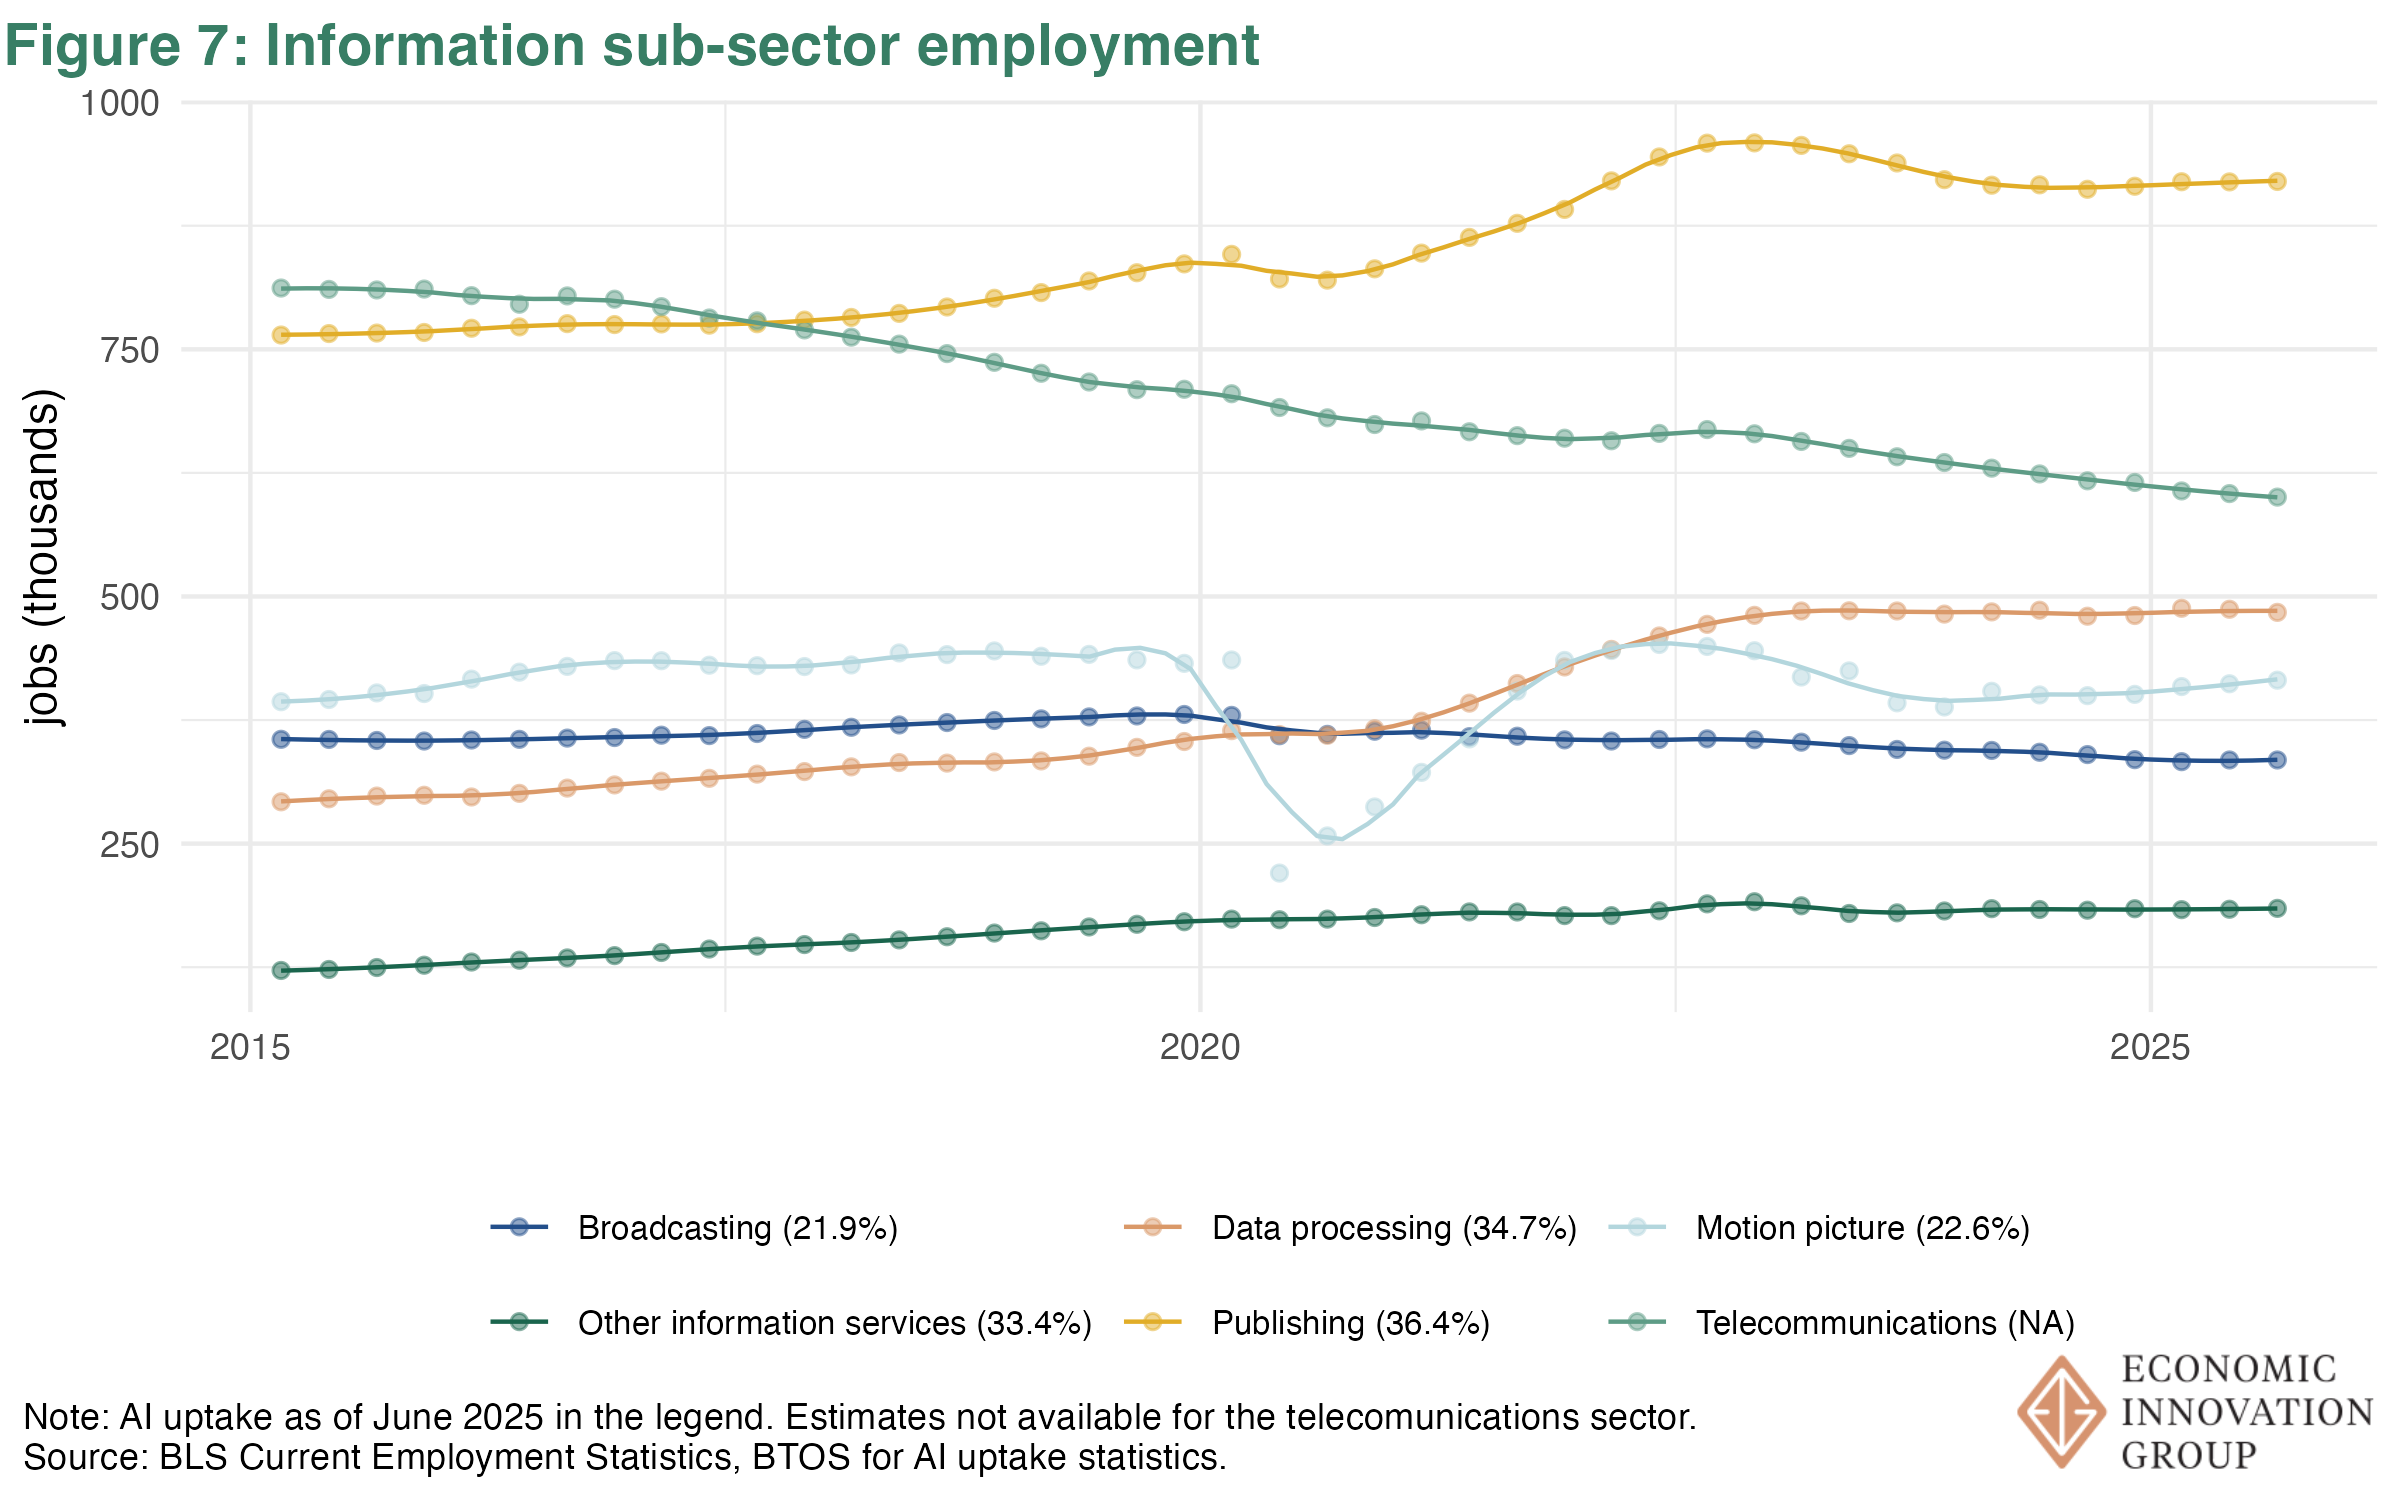 Figure 7: Information sub-sector employment
jobs (thousands)
1000
750
500
250
2015 2020 2025
Broadcasting (21.9%) Data processing (34.7%) Motion picture (22.6%)
Other information services (33.4%) Publishing (36.4%) Telecommunications (NA)
Note: AI uptake as of June 2025 in the legend. Estimates not available for the telecomunications sector.
Source: BLS Current Employment Statistics, BTOS for AI uptake statistics.
ECONOMIC
INNOVATION
GROUP